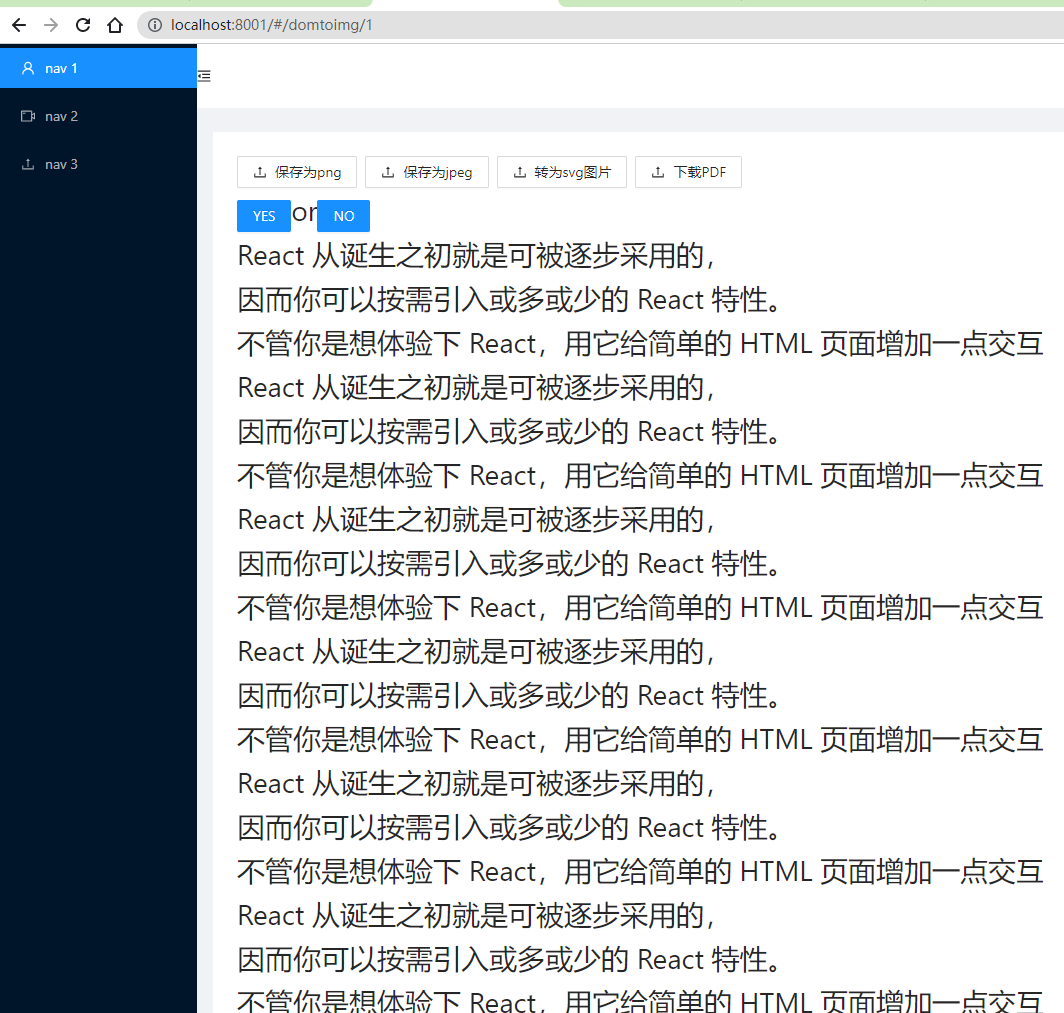 localhost:8001/#/domtoimg/1
nav 1
nav 2
nav 3
保存为png 保存为jpeg 转为svg图片 下载PDF
YES or NO
React 从诞生之初就是可被逐步采用的，
因而你可以按需引入或多或少的 React 特性。
不管你是想体验下 React，用它给简单的 HTML 页面增加一点交互
React 从诞生之初就是可被逐步采用的，
因而你可以按需引入或多或少的 React 特性。
不管你是想体验下 React，用它给简单的 HTML 页面增加一点交互
React 从诞生之初就是可被逐步采用的，
因而你可以按需引入或多或少的 React 特性。
不管你是想体验下 React，用它给简单的 HTML 页面增加一点交互
React 从诞生之初就是可被逐步采用的，
因而你可以按需引入或多或少的 React 特性。
不管你是想体验下 React，用它给简单的 HTML 页面增加一点交互
React 从诞生之初就是可被逐步采用的，
因而你可以按需引入或多或少的 React 特性。
不管你是想体验下 React，用它给简单的 HTML 页面增加一点交互
React 从诞生之初就是可被逐步采用的，
因而你可以按需引入或多或少的 React 特性。
不管你是想体验下 React，用它给简单的 HTML 页面增加一点交互